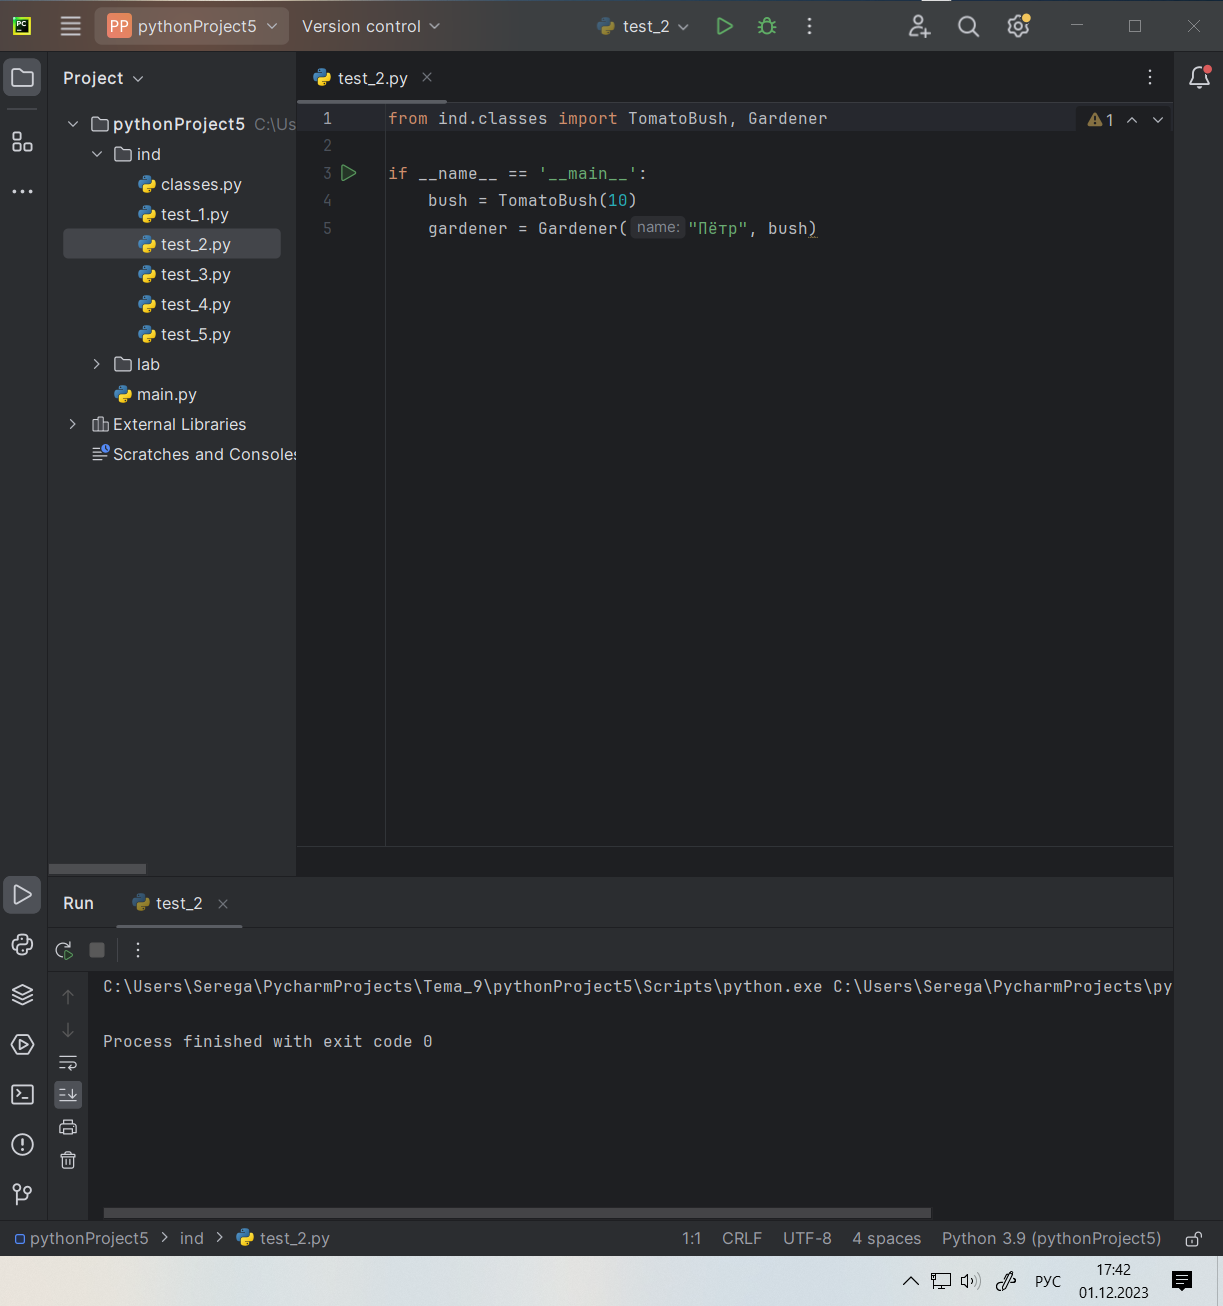 PC
PP pythonProject5
Version control
test_2
Project
test_2.py
pythonProject5 C:\Us
ind
classes.py
test_1.py
test_2.py
test_3.py
test_4.py
test_5.py
lab
main.py
External Libraries
Scratches and Consoles
1 from ind.classes import TomatoBush, Gardener
1
2
3 if __name__ == '__main__':
4 bush = TomatoBush(10)
5 gardener = Gardener( name: "Пётр", bush)
Run
test_2
C:\Users\Serega\PycharmProjects\Tema_9\pythonProject5\Scripts\python.exe C:\Users\Serega\PycharmProjects\py
Process finished with exit code 0
pythonProject5 > ind > test_2.py
1:1 CRLF UTF-8 4 spaces Python 3.9 (pythonProject5)
РУС
17:42
01.12.2023